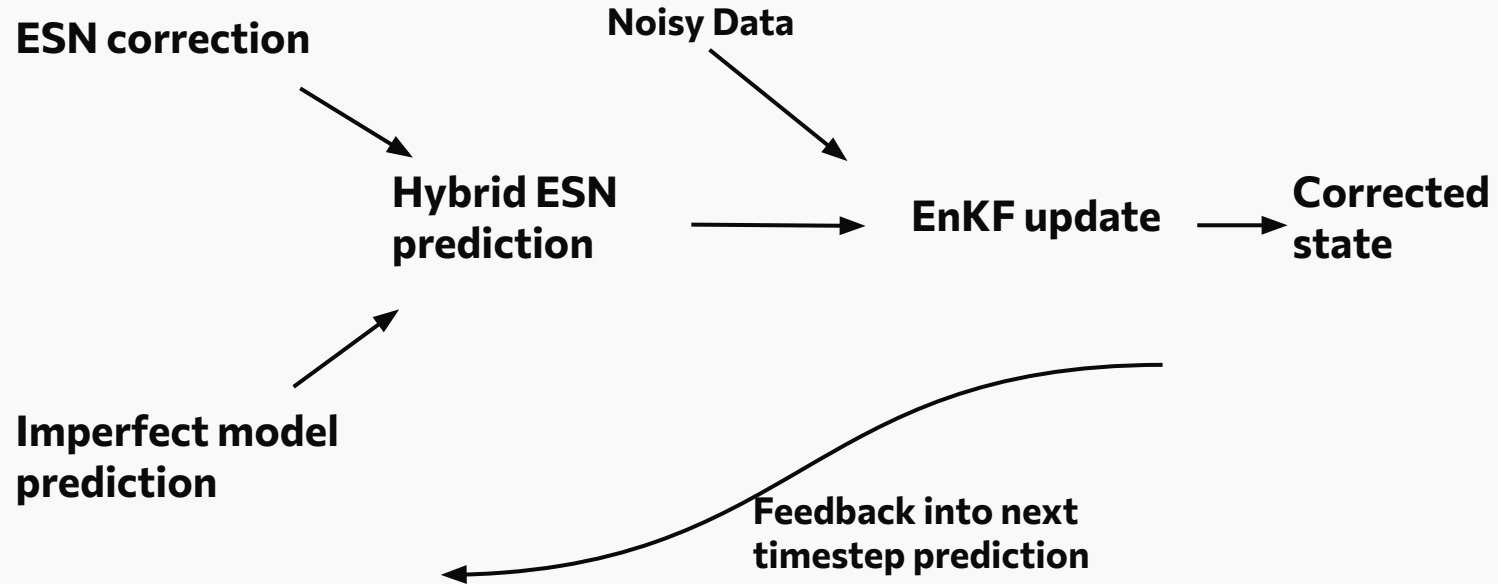 ESN correction
Noisy Data
Hybrid ESN
prediction
EnKF update
Corrected
state
Imperfect model
prediction
Feedback into next
timestep prediction